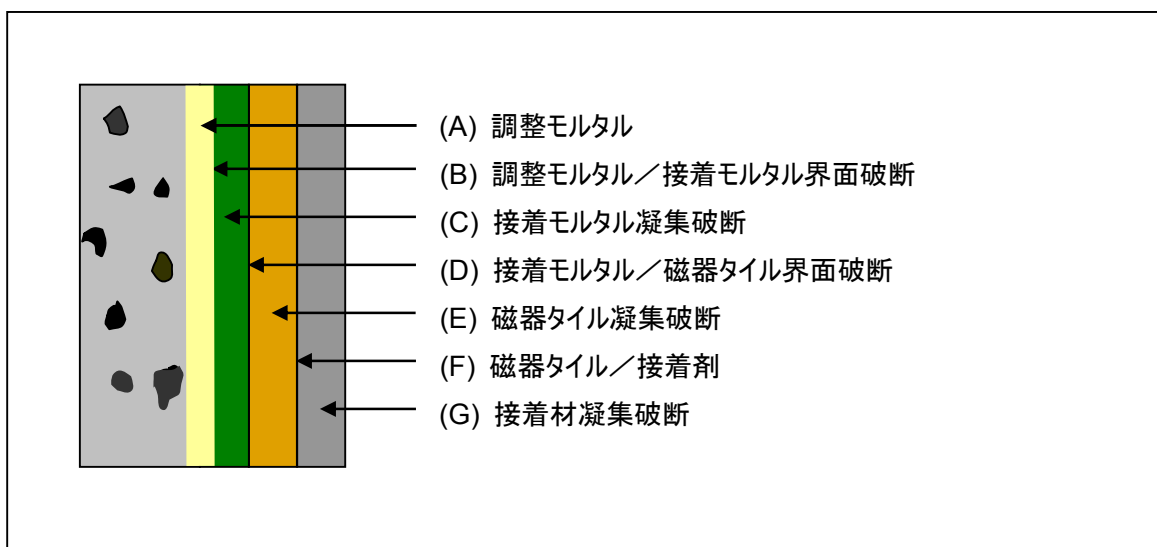 (A) 調整モルタル
(B) 調整モルタル／接着モルタル界面破断
(C) 接着モルタル凝集破断
(D) 接着モルタル／磁器タイル界面破断
(E) 磁器タイル凝集破断
(F) 磁器タイル／接着剤
(G) 接着材凝集破断